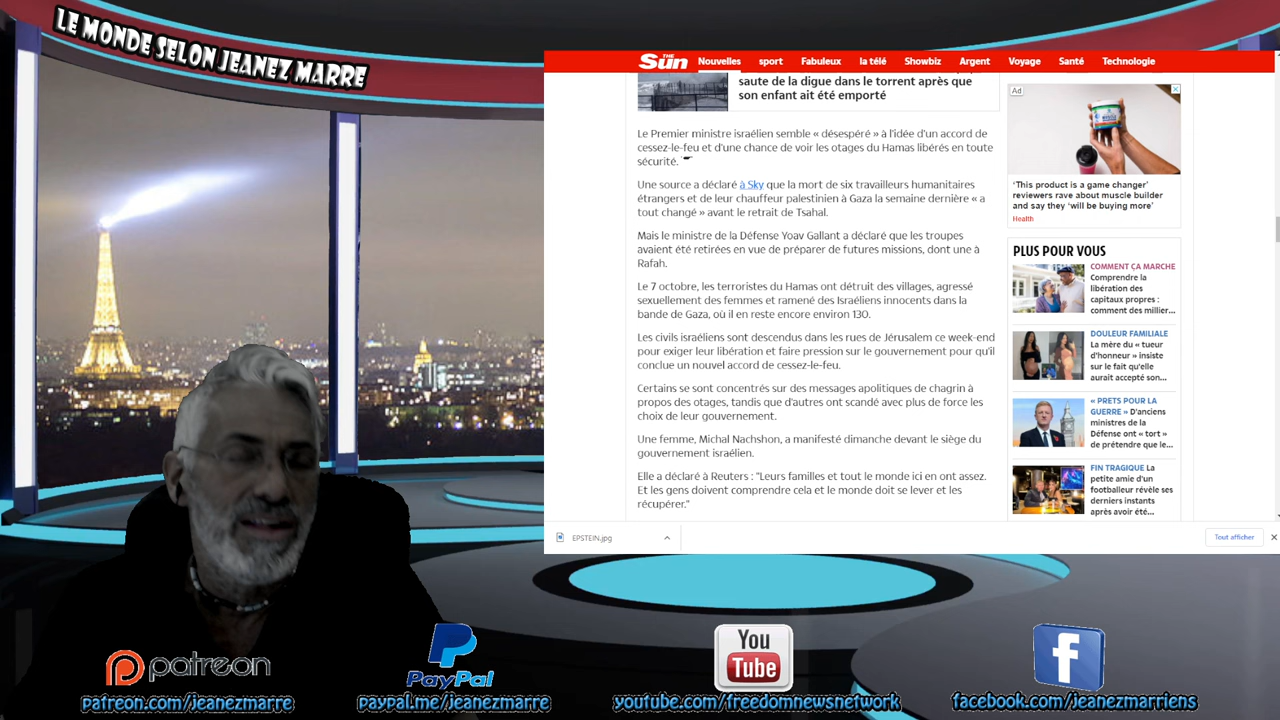 LE MONDE SELON JEANEZ MARRE
THE Sun
Nouvelles sport Fabuleux la télé Showbiz Argent Voyage Santé Technologie
saute de la digue dans le torrent après que
son enfant ait été emporté
Le Premier ministre israélien semble « désespéré » à l'idée d'un accord de
cessez-le-feu et d'une chance de voir les otages du Hamas libérés en toute
sécurité.
Une source a déclaré à Sky que la mort de six travailleurs humanitaires
étrangers et de leur chauffeur palestinien à Gaza la semaine dernière « a
tout changé » avant le retrait de Tsahal.
Mais le ministre de la Défense Yoav Gallant a déclaré que les troupes
avaient été retirées en vue de préparer de futures missions, dont une à
Rafah.
Le 7 octobre, les terroristes du Hamas ont détruit des villages, agressé
sexuellement des femmes et ramené des Israéliens innocents dans la
bande de Gaza, où il en reste encore environ 130.
Les civils israéliens sont descendus dans les rues de Jérusalem ce week-end
pour exiger leur libération et faire pression sur le gouvernement pour qu'il
conclue un nouvel accord de cessez-le-feu.
Certains se sont concentrés sur des messages apolitiques de chagrin à
propos des otages, tandis que d'autres ont scandé avec plus de force les
choix de leur gouvernement.
Une femme, Michal Nachshon, a manifesté dimanche devant le siège du
gouvernement israélien.
Elle a déclaré à Reuters : "Leurs familles et tout le monde ici en ont assez.
Et les gens doivent comprendre cela et le monde doit se lever et les
récupérer."
Ad
'This product is a game changer'
reviewers rave about muscle builder
and say they 'will be buying more'
Health
PLUS POUR VOUS
COMMENT ÇA MARCHE
Comprendre la
libération des
capitaux propres :
comment des millier...
DOULEUR FAMILIALE
La mère du « tueur
d'honneur » insiste
sur le fait qu'elle
aurait accepté son...
« PRETS POUR LA
GUERRE » D'anciens
ministres de la
Défense ont « tort »
de prétendre que le...
FIN TRAGIQUE La
petite amie d'un
footballeur révèle ses
derniers instants
après avoir été...
EPSTEIN.jpg
Tout afficher
patreon
patreon.com/jeanezmarre
PayPal
paypal.me/jeanezmarre
You
Tube
youtube.com/freedomnewsnetwork
f
facebook.com/jeanezmarriens